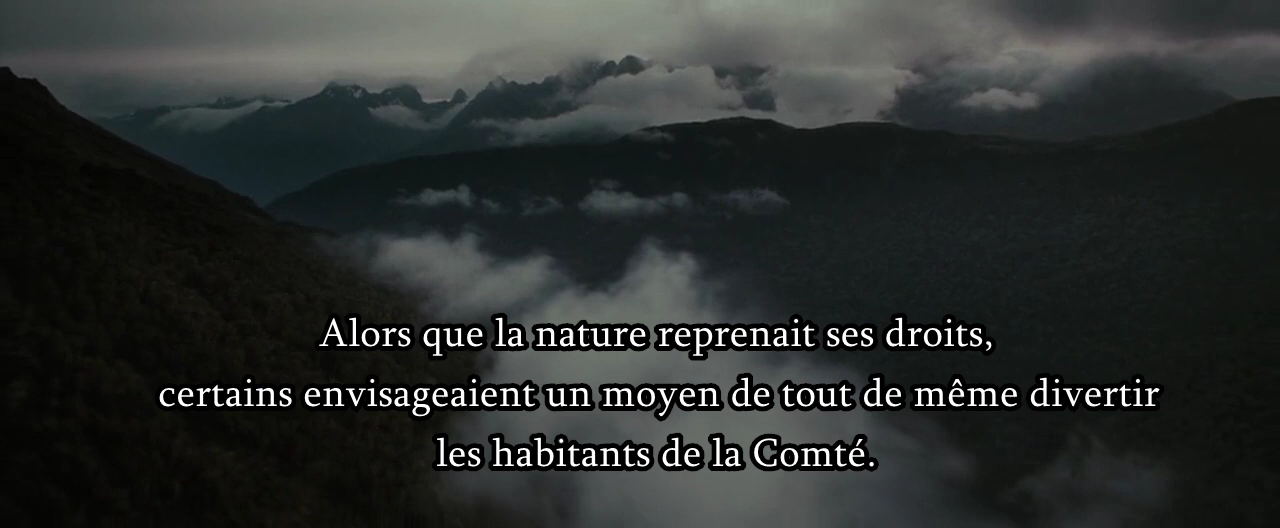 Alors que la nature reprenait ses droits,
certains envisageaient un moyen de tout de même divertir
les habitants de la Comté.